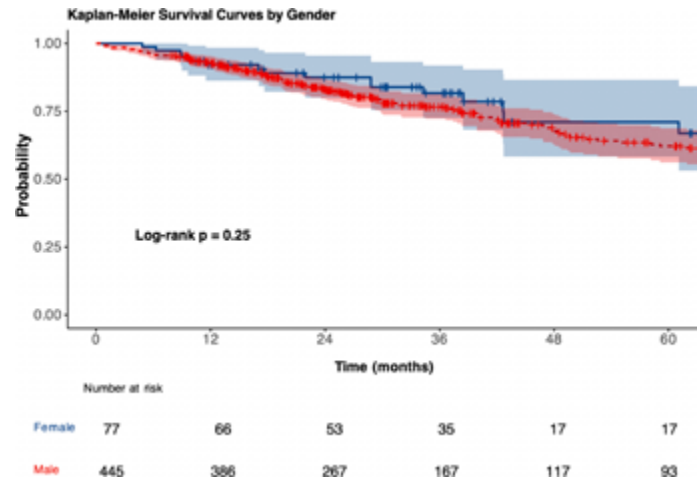 Kaplan-Meier Survival Curves by Gender
1.00
0.75
0.50
0.25
0.00
Probability
Log-rank p = 0.25
0 12 24 36 48 60
Time (months)
Number at risk
Female 77 66 53 35 17 17
Male 445 386 267 167 117 93